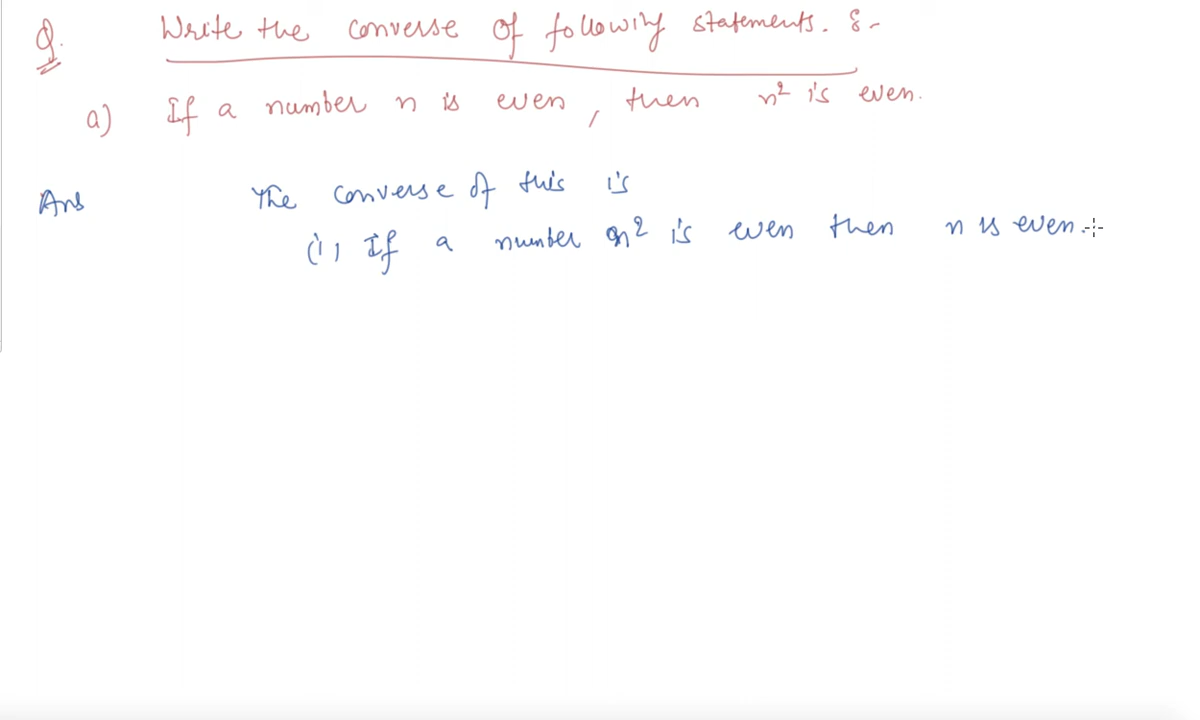 Q. Write the converse of following statements. :-
a) If a number n is even, then n² is even.
Ans The converse of this is
(i) If a number n² is even then n is even.